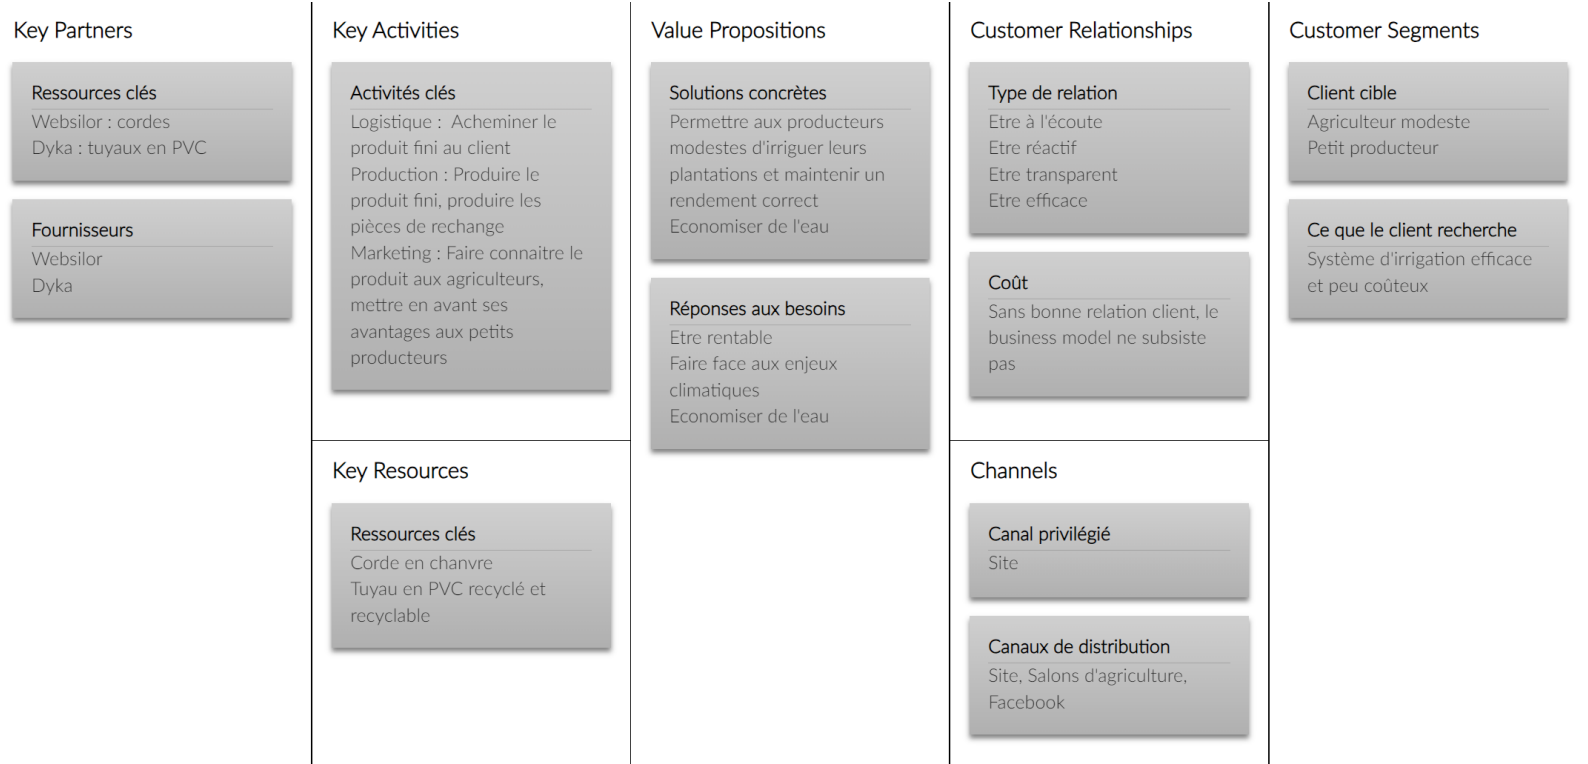 Key Partners
Ressources clés
Websilor : cordes
Dyka : tuyaux en PVC
Fournisseurs
Websilor
Dyka
Key Activities
Activités clés
Logistique :  Acheminer le
produit fini au client
Production : Produire le
produit fini, produire les
pièces de rechange
Marketing : Faire connaitre le
produit aux agriculteurs,
mettre en avant ses
avantages aux petits
producteurs
Key Resources
Ressources clés
Corde en chanvre
Tuyau en PVC recyclé et
recyclable
Value Propositions
Solutions concrètes
Permettre aux producteurs
modestes d'irriguer leurs
plantations et maintenir un
rendement correct
Economiser de l'eau
Réponses aux besoins
Etre rentable
Faire face aux enjeux
climatiques
Economiser de l'eau
Customer Relationships
Type de relation
Etre à l'écoute
Etre réactif
Etre transparent
Etre efficace
Coût
Sans bonne relation client, le
business model ne subsiste
pas
Channels
Canal privilégié
Site
Canaux de distribution
Site, Salons d'agriculture,
Facebook
Customer Segments
Client cible
Agriculteur modeste
Petit producteur
Ce que le client recherche
Système d'irrigation efficace
et peu coûteux